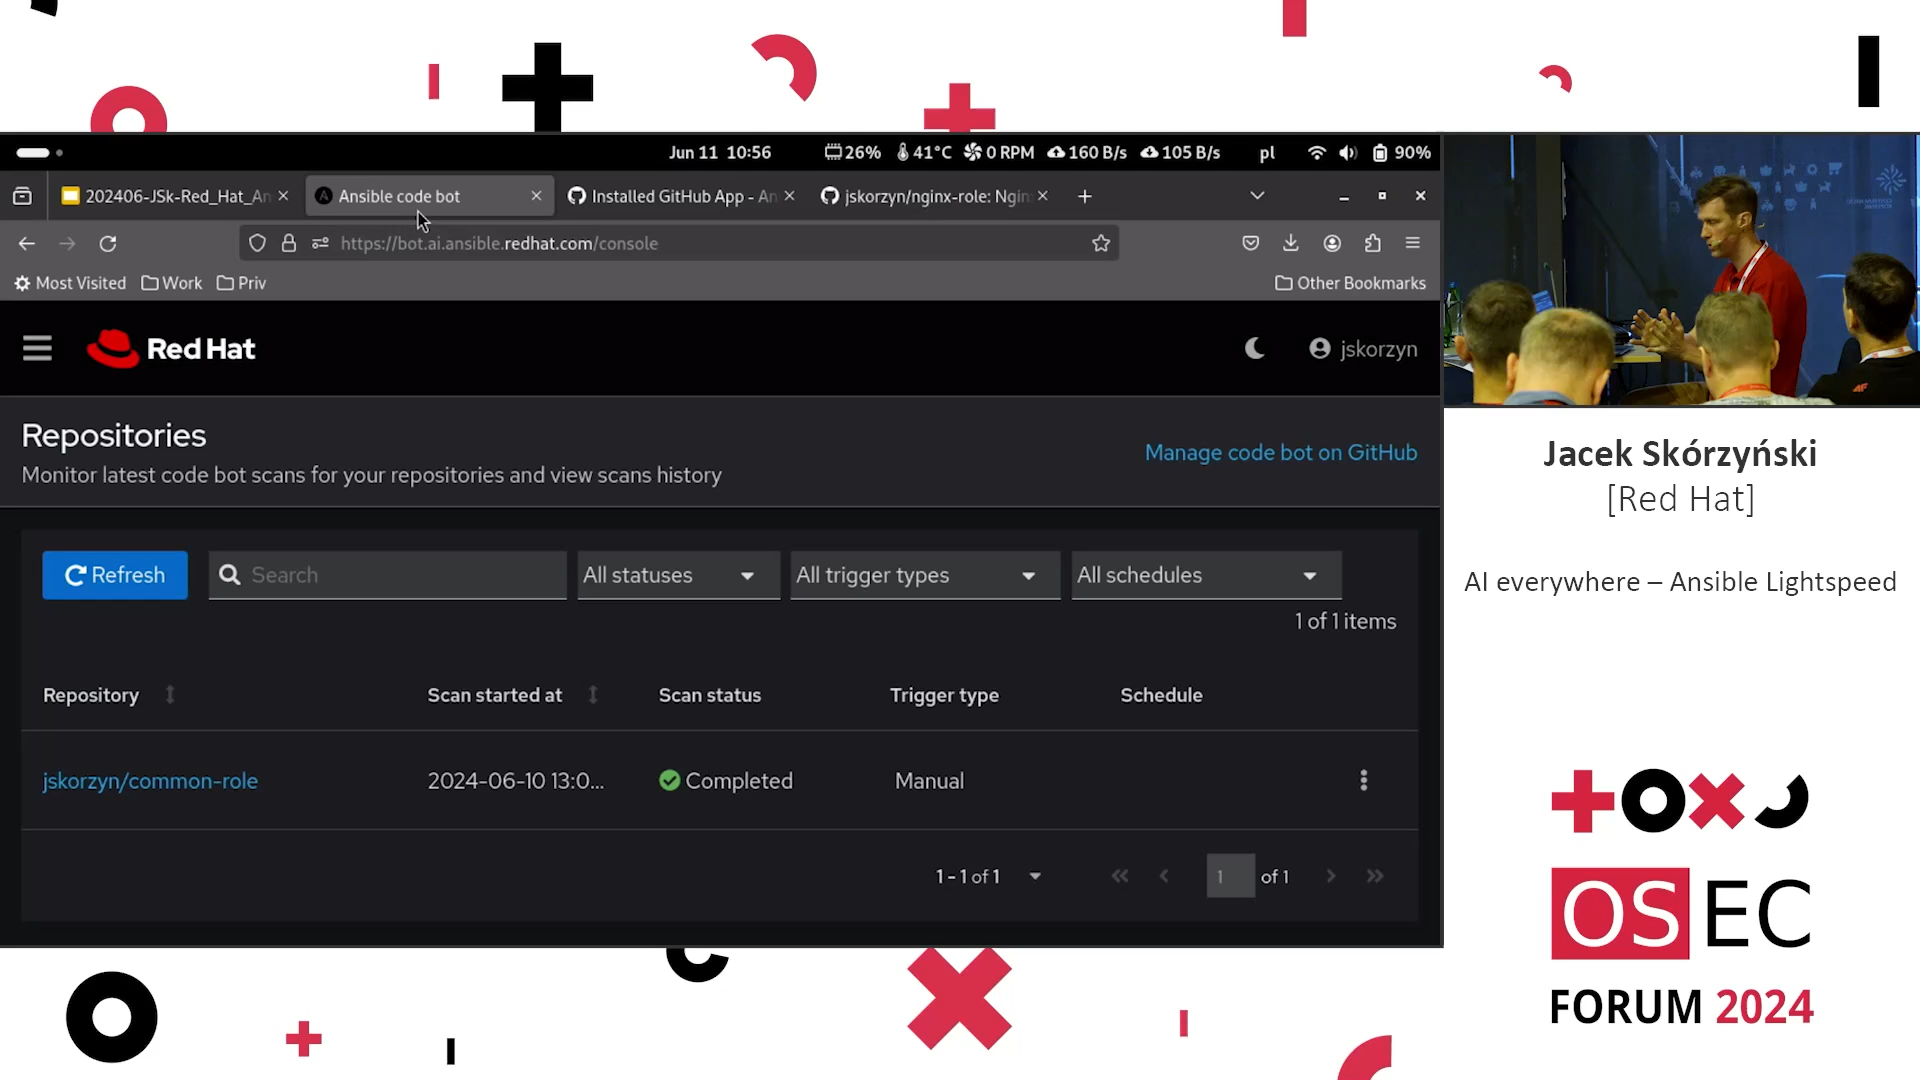 Jun 11 10:56
26%
41°C
0 RPM
160 B/s
105 B/s
pl
90%
202406-JSk-Red_Hat_An
Ansible code bot
Installed GitHub App - An
jskorzyn/nginx-role: Ngin
https://bot.ai.ansible.redhat.com/console
Most Visited
Work
Priv
Other Bookmarks
Red Hat
jskorzyn
Repositories
Monitor latest code bot scans for your repositories and view scans history
Manage code bot on GitHub
Refresh
Search
All statuses
All trigger types
All schedules
1 of 1 items
Repository
Scan started at
Scan status
Trigger type
Schedule
jskorzyn/common-role
2024-06-10 13:0...
Completed
Manual
1 - 1 of 1
1
of 1
Jacek Skórzyński
[Red Hat]
AI everywhere – Ansible Lightspeed
OSEC
FORUM 2024